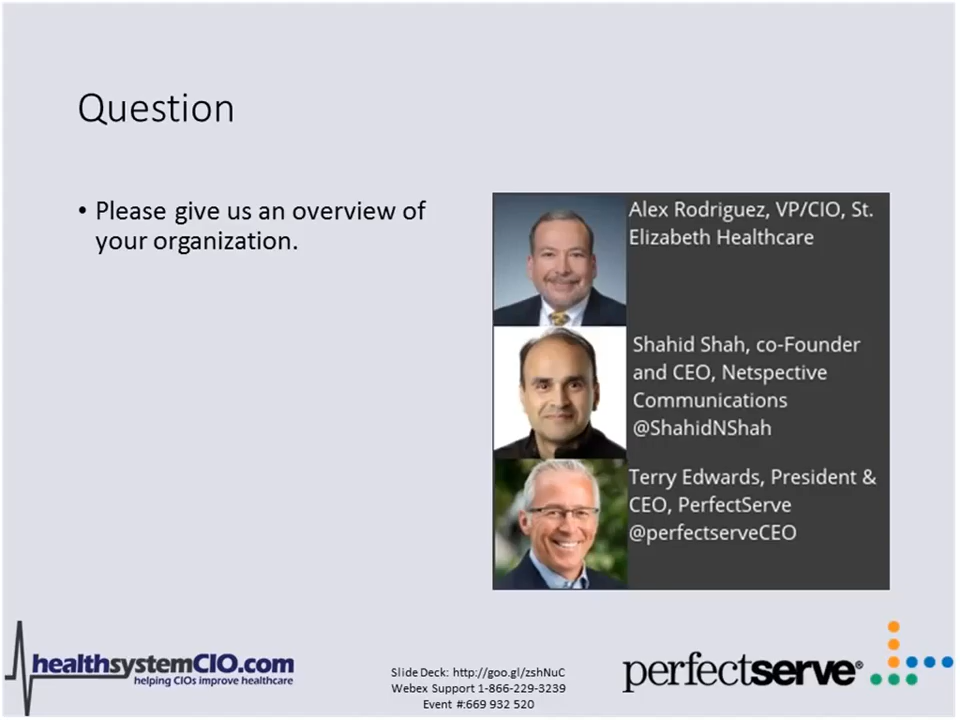 Question
• Please give us an overview of
your organization.
Alex Rodriguez, VP/CIO, St.
Elizabeth Healthcare
Shahid Shah, co-Founder
and CEO, Netspective
Communications
@ShahidNShah
Terry Edwards, President &
CEO, PerfectServe
@perfectserveCEO
healthsystemCIO.com
helping CIOs improve healthcare
Slide Deck: http://goo.gl/zshNuC
Webex Support 1-866-229-3239
Event #:669 932 520
perfectserve®